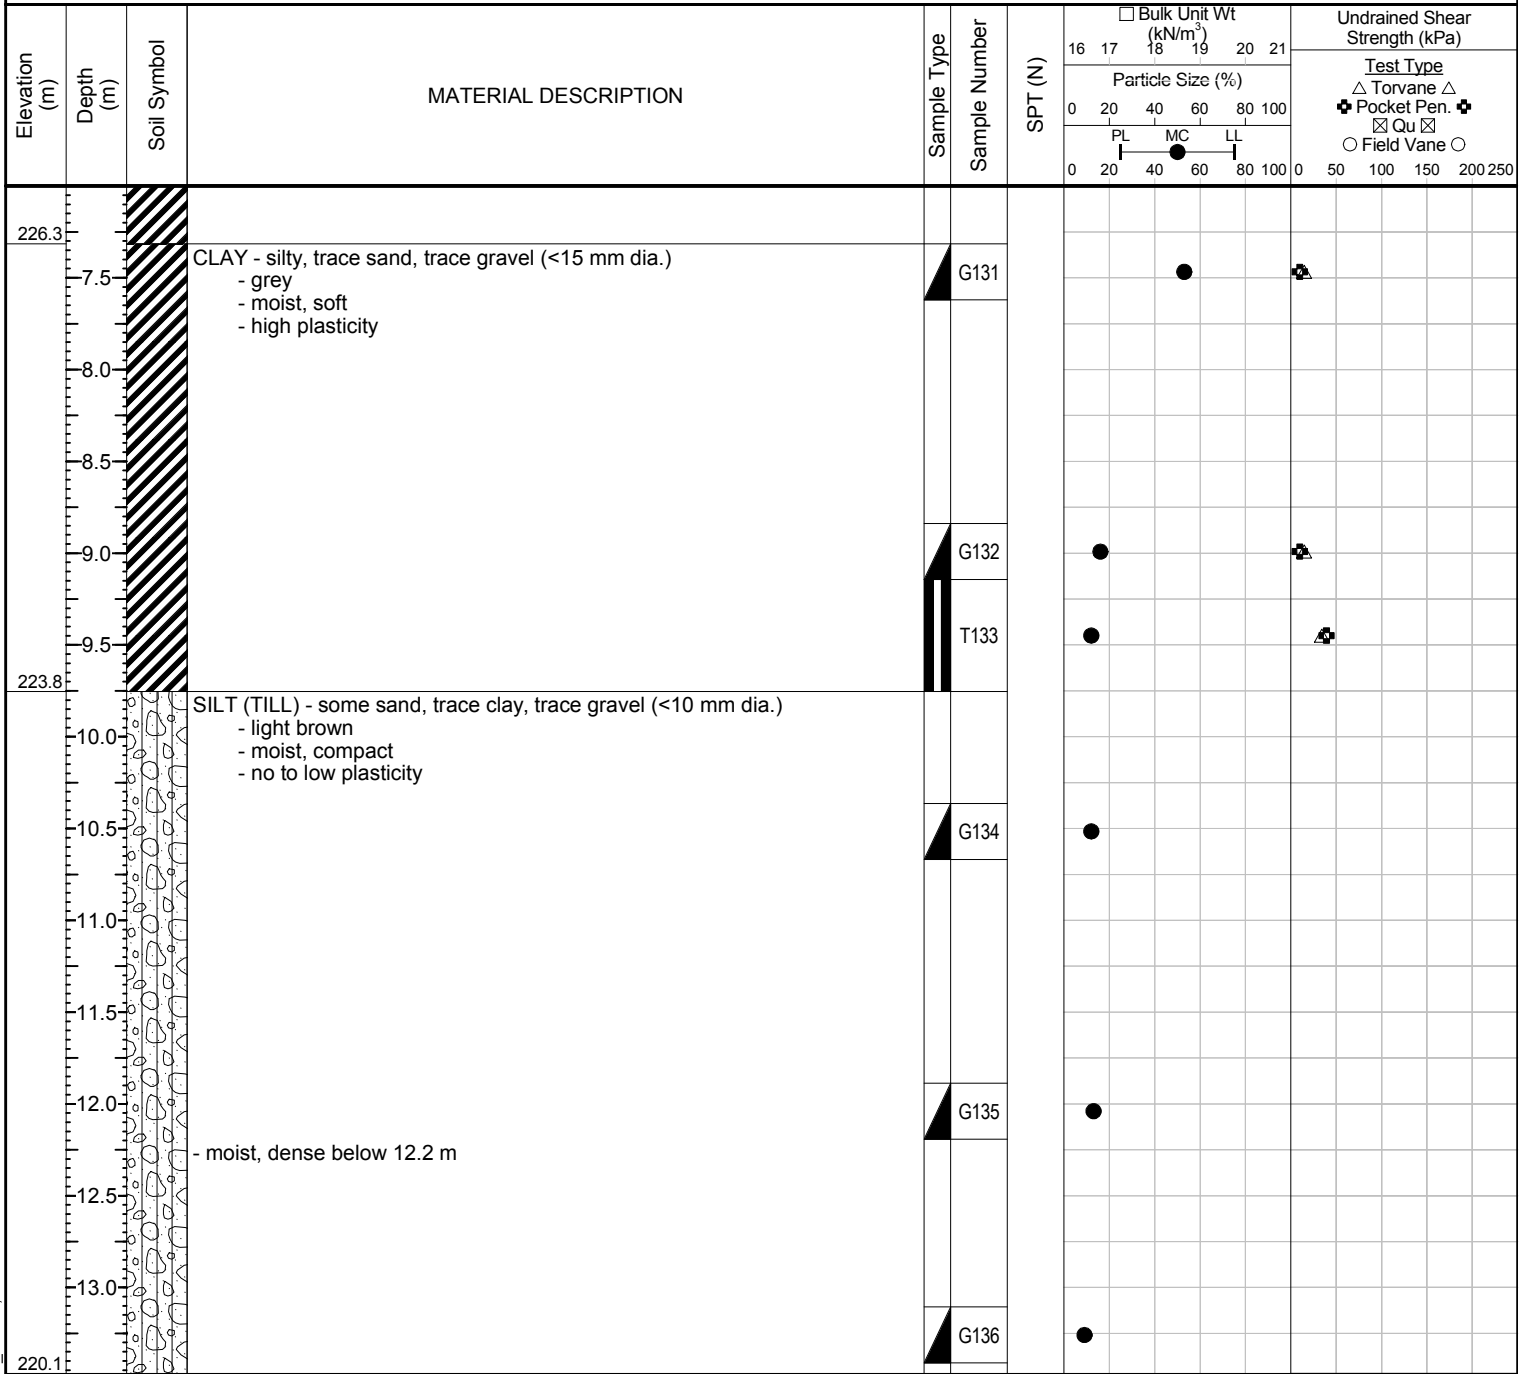 Elevation
(m)
Depth
(m)
Soil Symbol
MATERIAL DESCRIPTION
Sample Type
Sample Number
SPT (N)
Bulk Unit Wt
(kN/m3)
16 17 18 19 20 21
Particle Size (%)
0 20 40 60 80 100
PL MC LL
0 20 40 60 80 100
Undrained Shear
Strength (kPa)
Test Type
Torvane
Pocket Pen.
Qu
Field Vane
0 50 100 150 200 250
226.3
CLAY - silty, trace sand, trace gravel (<15 mm dia.)
- grey
- moist, soft
- high plasticity
7.5
G131
8.0
8.5
9.0
G132
9.5
T133
223.8
SILT (TILL) - some sand, trace clay, trace gravel (<10 mm dia.)
- light brown
- moist, compact
- no to low plasticity
10.0
10.5
G134
11.0
11.5
12.0
G135
- moist, dense below 12.2 m
12.5
13.0
G136
220.1